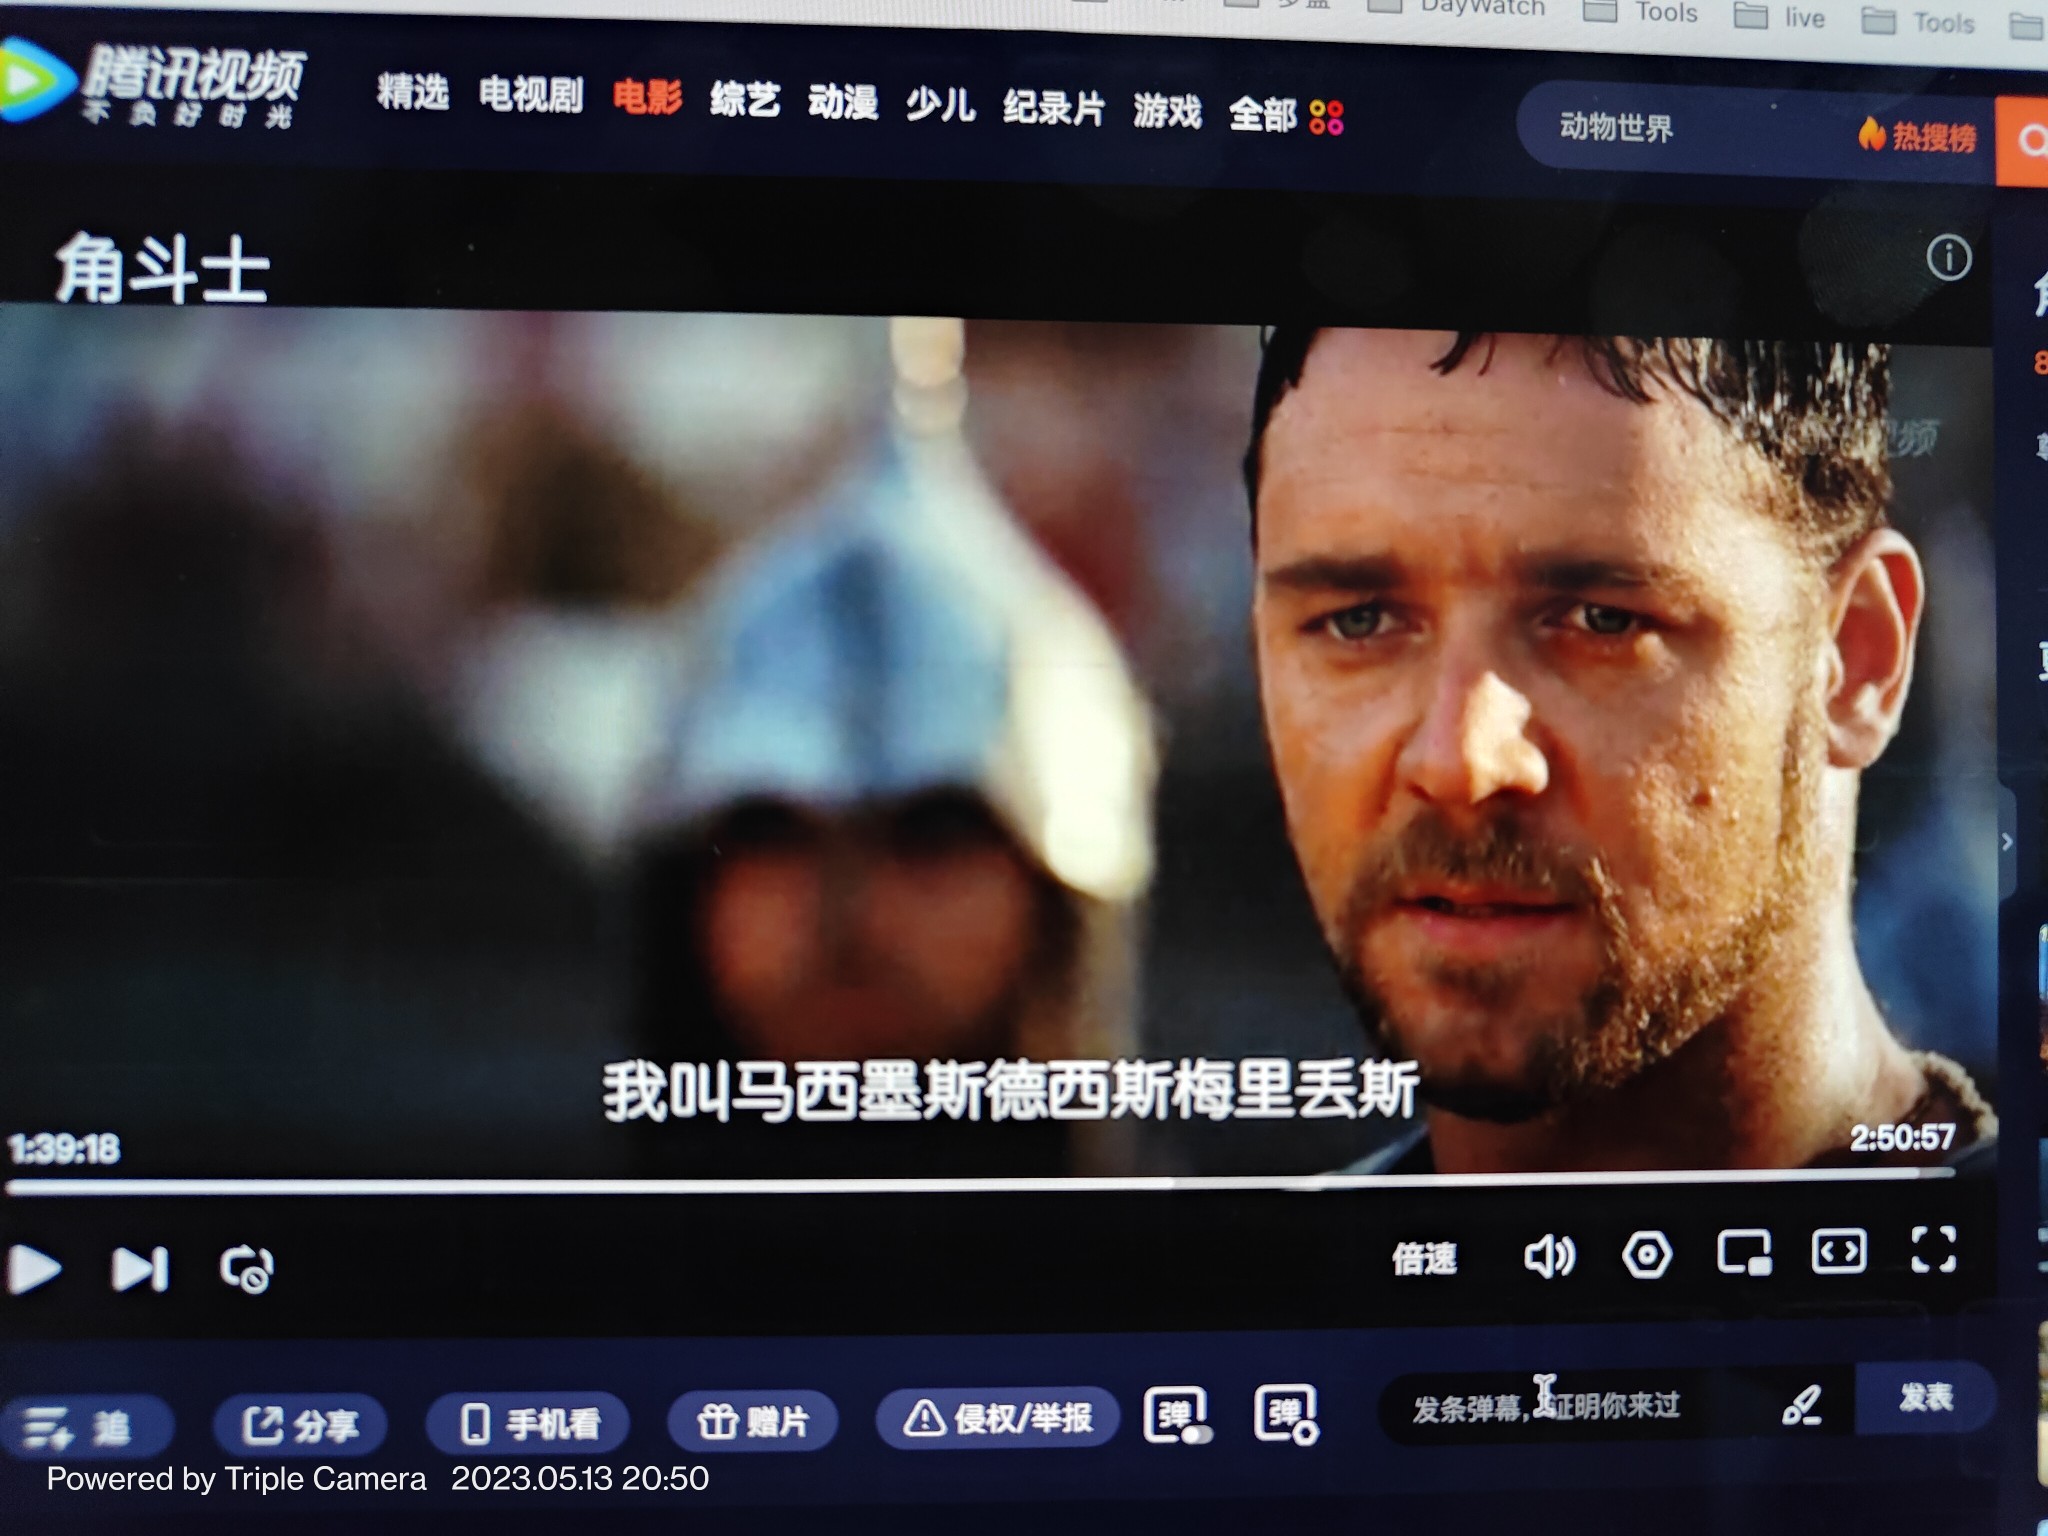 DayWatch Tools live Tools
腾讯视频
不负好时光
精选 电视剧 电影 综艺 动漫 少儿 纪录片 游戏 全部
动物世界 热搜榜
角斗士
视频
我叫马西墨斯德西斯梅里丢斯
1:39:18
2:50:57
倍速
追 分享 手机看 赠片 侵权/举报 弹 弹 发条弹幕，证明你来过 发表
Powered by Triple Camera 2023.05.13 20:50